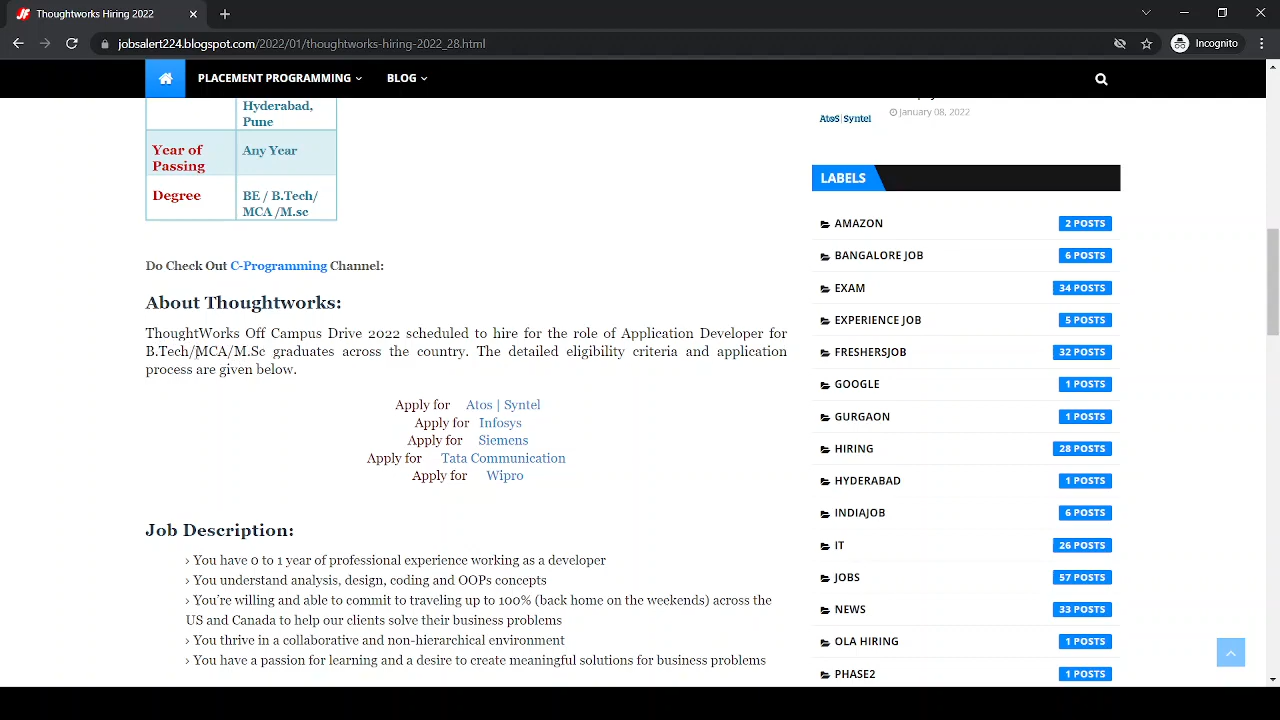 Thoughtworks Hiring 2022
jobsalert224.blogspot.com/2022/01/thoughtworks-hiring-2022_28.html
Incognito
PLACEMENT PROGRAMMING
BLOG
Hyderabad,
Pune
Year of
Passing
Any Year
Degree
BE / B.Tech/
MCA /M.sc
Do Check Out C-Programming Channel:
About Thoughtworks:
ThoughtWorks Off Campus Drive 2022 scheduled to hire for the role of Application Developer for
B.Tech/MCA/M.Sc graduates across the country. The detailed eligibility criteria and application
process are given below.
Apply for Atos | Syntel
Apply for Infosys
Apply for Siemens
Apply for Tata Communication
Apply for Wipro
Job Description:
› You have 0 to 1 year of professional experience working as a developer
› You understand analysis, design, coding and OOPs concepts
› You're willing and able to commit to traveling up to 100% (back home on the weekends) across the
US and Canada to help our clients solve their business problems
› You thrive in a collaborative and non-hierarchical environment
› You have a passion for learning and a desire to create meaningful solutions for business problems
Atos Syntel
January 08, 2022
LABELS
AMAZON 2 POSTS
BANGALORE JOB 6 POSTS
EXAM 34 POSTS
EXPERIENCE JOB 5 POSTS
FRESHERSJOB 32 POSTS
GOOGLE 1 POSTS
GURGAON 1 POSTS
HIRING 28 POSTS
HYDERABAD 1 POSTS
INDIAJOB 6 POSTS
IT 26 POSTS
JOBS 57 POSTS
NEWS 33 POSTS
OLA HIRING 1 POSTS
PHASE2 1 POSTS